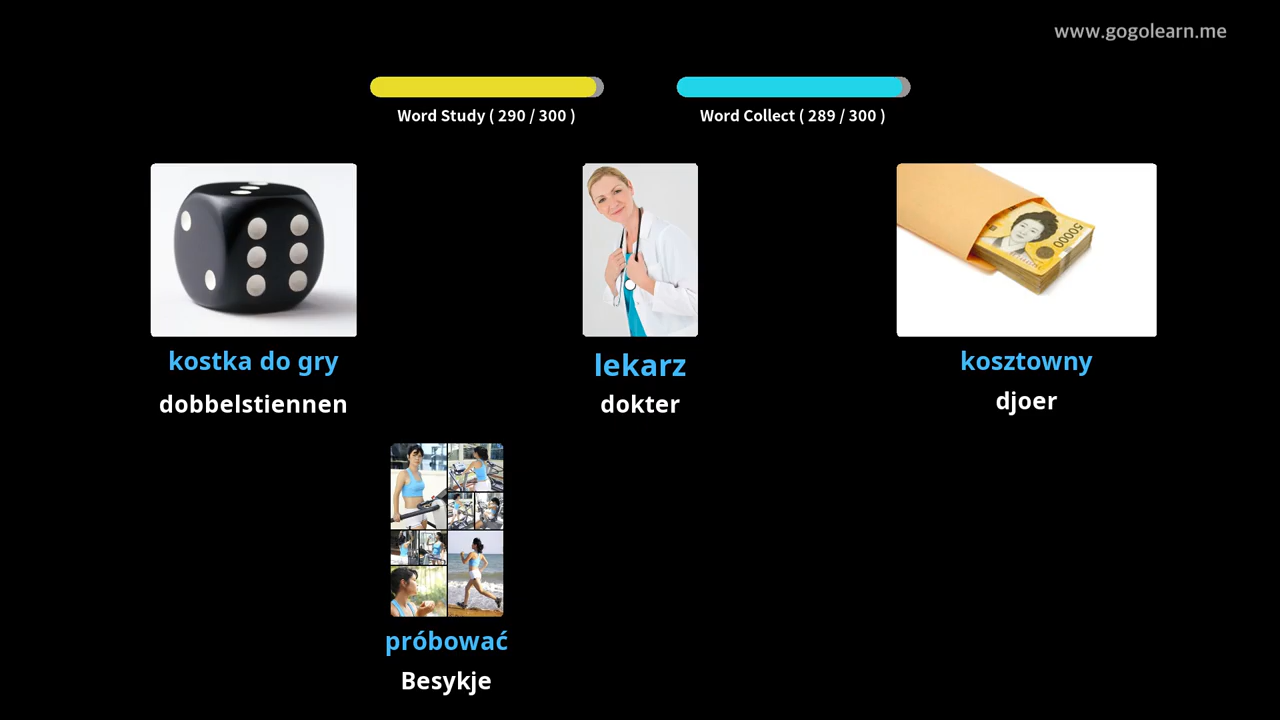 www.gogolearn.me
Word Study ( 290 / 300 )
Word Collect ( 289 / 300 )
50000
kostka do gry
lekarz
kosztowny
dobbelstiennen
dokter
djoer
próbować
Besykje